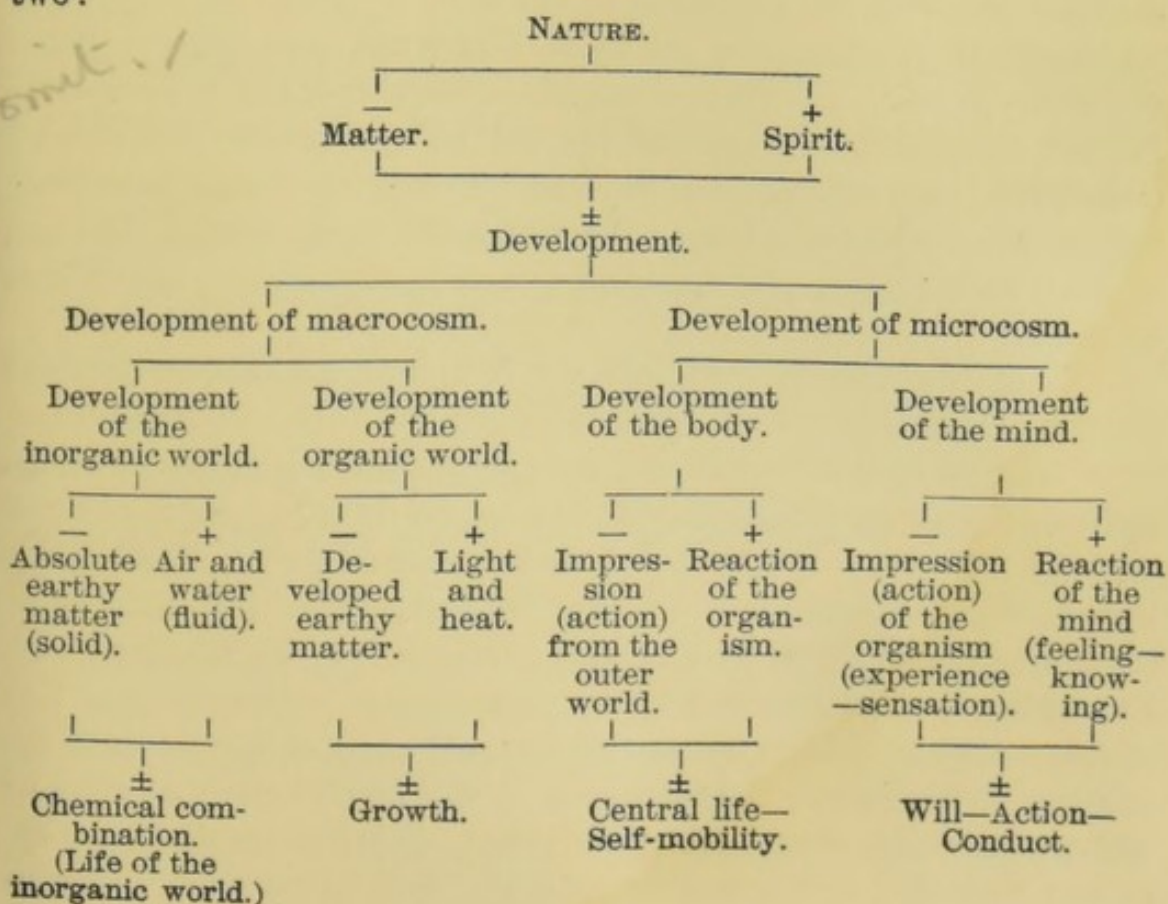 two.
omit. /
NATURE.
—
+
Matter.
Spirit.
±
Development.
Development of macrocosm.
Development of microcosm.
Development
of the
inorganic world.
Development
of the
organic world.
Development
of the body.
Development
of the mind.
—
Absolute
earthy
matter
(solid).
+
Air and
water
(fluid).
—
De-
veloped
earthy
matter.
+
Light
and
heat.
—
Impres-
sion
(action)
from the
outer
world.
+
Reaction
of the
organ-
ism.
—
Impression
(action)
of the
organism
(experience
—sensation).
+
Reaction
of the
mind
(feeling—
know-
ing).
±
Chemical com-
bination.
(Life of the
inorganic world.)
±
Growth.
±
Central life—
Self-mobility.
±
Will—Action—
Conduct.